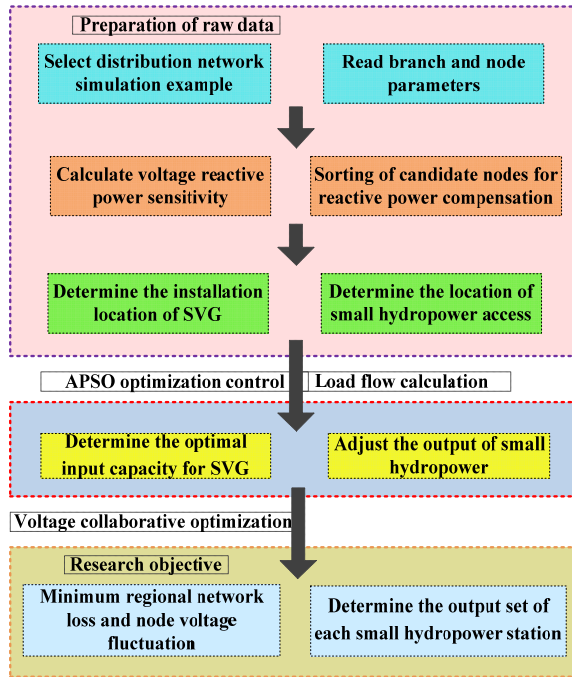 Preparation of raw data
Select distribution network
simulation example
Read branch and node
parameters
Calculate voltage reactive
power sensitivity
Sorting of candidate nodes for
reactive power compensation
Determine the installation
location of SVG
Determine the location of
small hydropower access
APSO optimization control
Load flow calculation
Determine the optimal
input capacity for SVG
Adjust the output of small
hydropower
Voltage collaborative optimization
Research objective
Minimum regional network
loss and node voltage
fluctuation
Determine the output set of
each small hydropower station